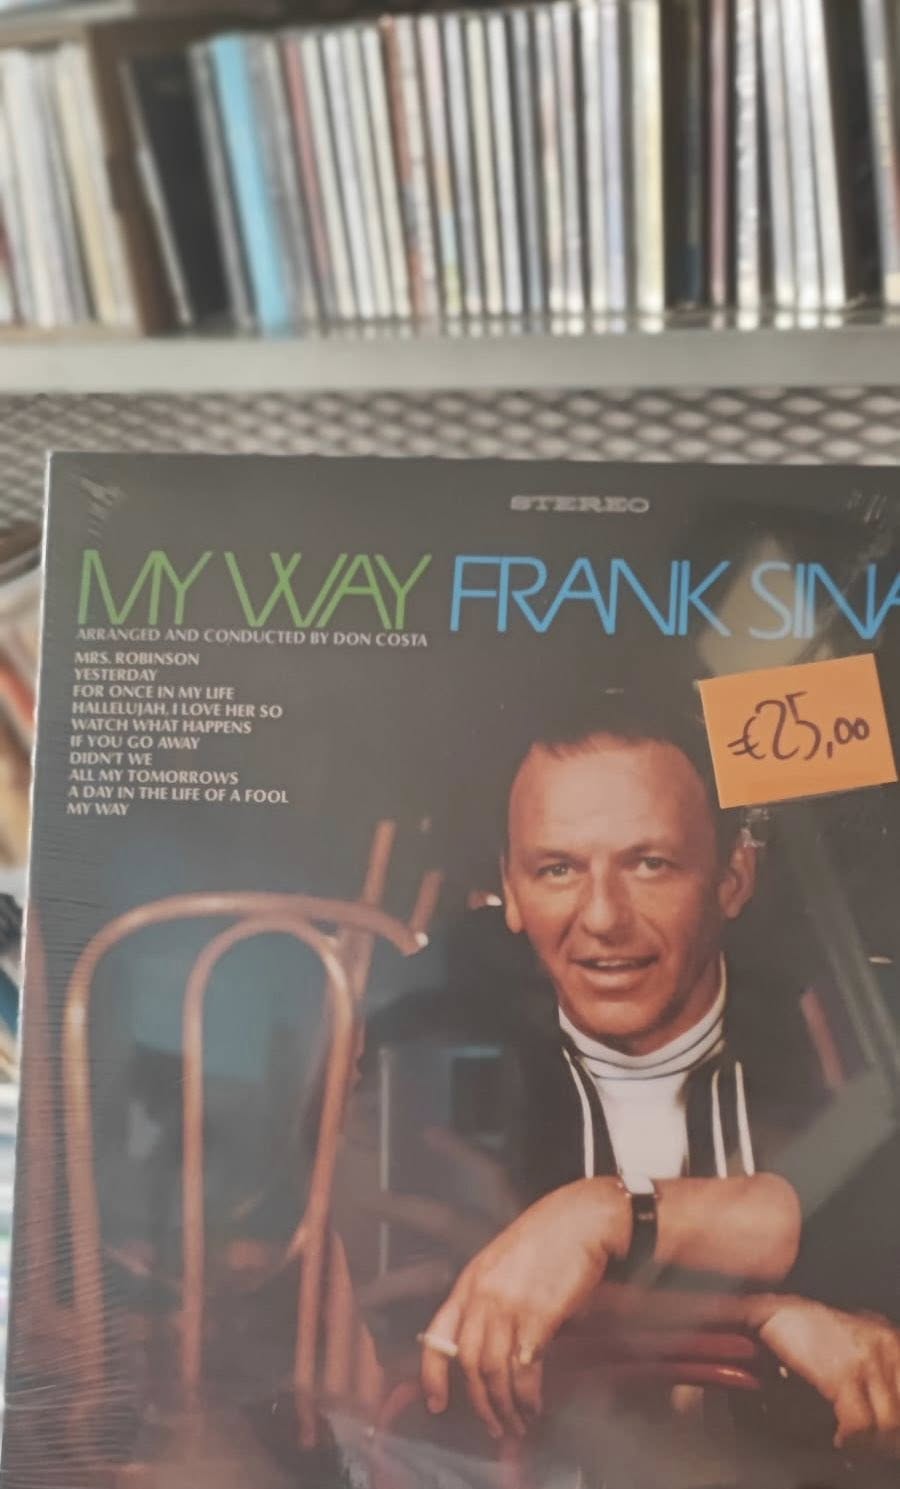 STEREO
MY WAY FRANK SINA
ARRANGED AND CONDUCTED BY DON COSTA
MRS. ROBINSON
YESTERDAY
FOR ONCE IN MY LIFE
HALLELUJAH, I LOVE HER SO
WATCH WHAT HAPPENS
IF YOU GO AWAY
DIDN'T WE
ALL MY TOMORROWS
A DAY IN THE LIFE OF A FOOL
MY WAY
€25,00